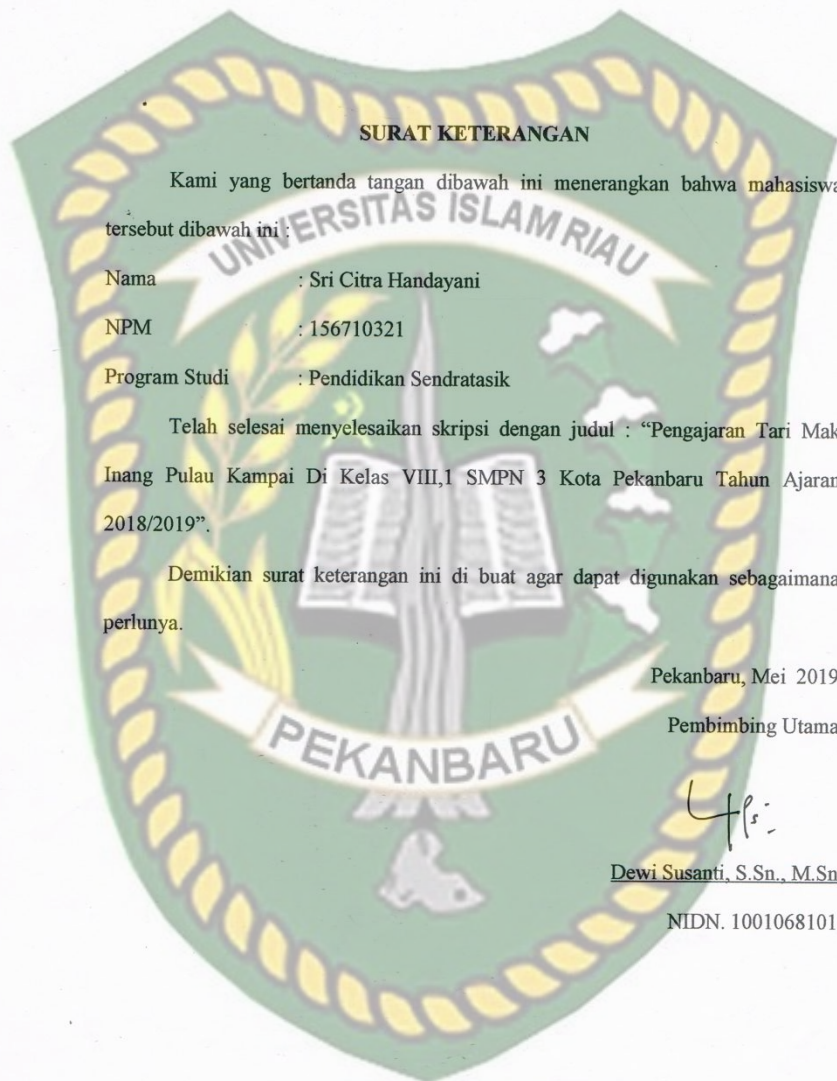 SURAT KETERANGAN
Kami yang bertanda tangan dibawah ini menerangkan bahwa mahasiswa
tersebut dibawah ini :
UNIVERSITAS ISLAM RIAU
Nama : Sri Citra Handayani
NPM : 156710321
Program Studi : Pendidikan Sendratasik
Telah selesai menyelesaikan skripsi dengan judul : “Pengajaran Tari Mak
Inang Pulau Kampai Di Kelas VIII,1 SMPN 3 Kota Pekanbaru Tahun Ajaran
2018/2019”.
Demikian surat keterangan ini di buat agar dapat digunakan sebagaimana
perlunya.
Pekanbaru, Mei 2019
Pembimbing Utama
PEKANBARU
Dewi Susanti, S.Sn., M.Sn
NIDN. 1001068101